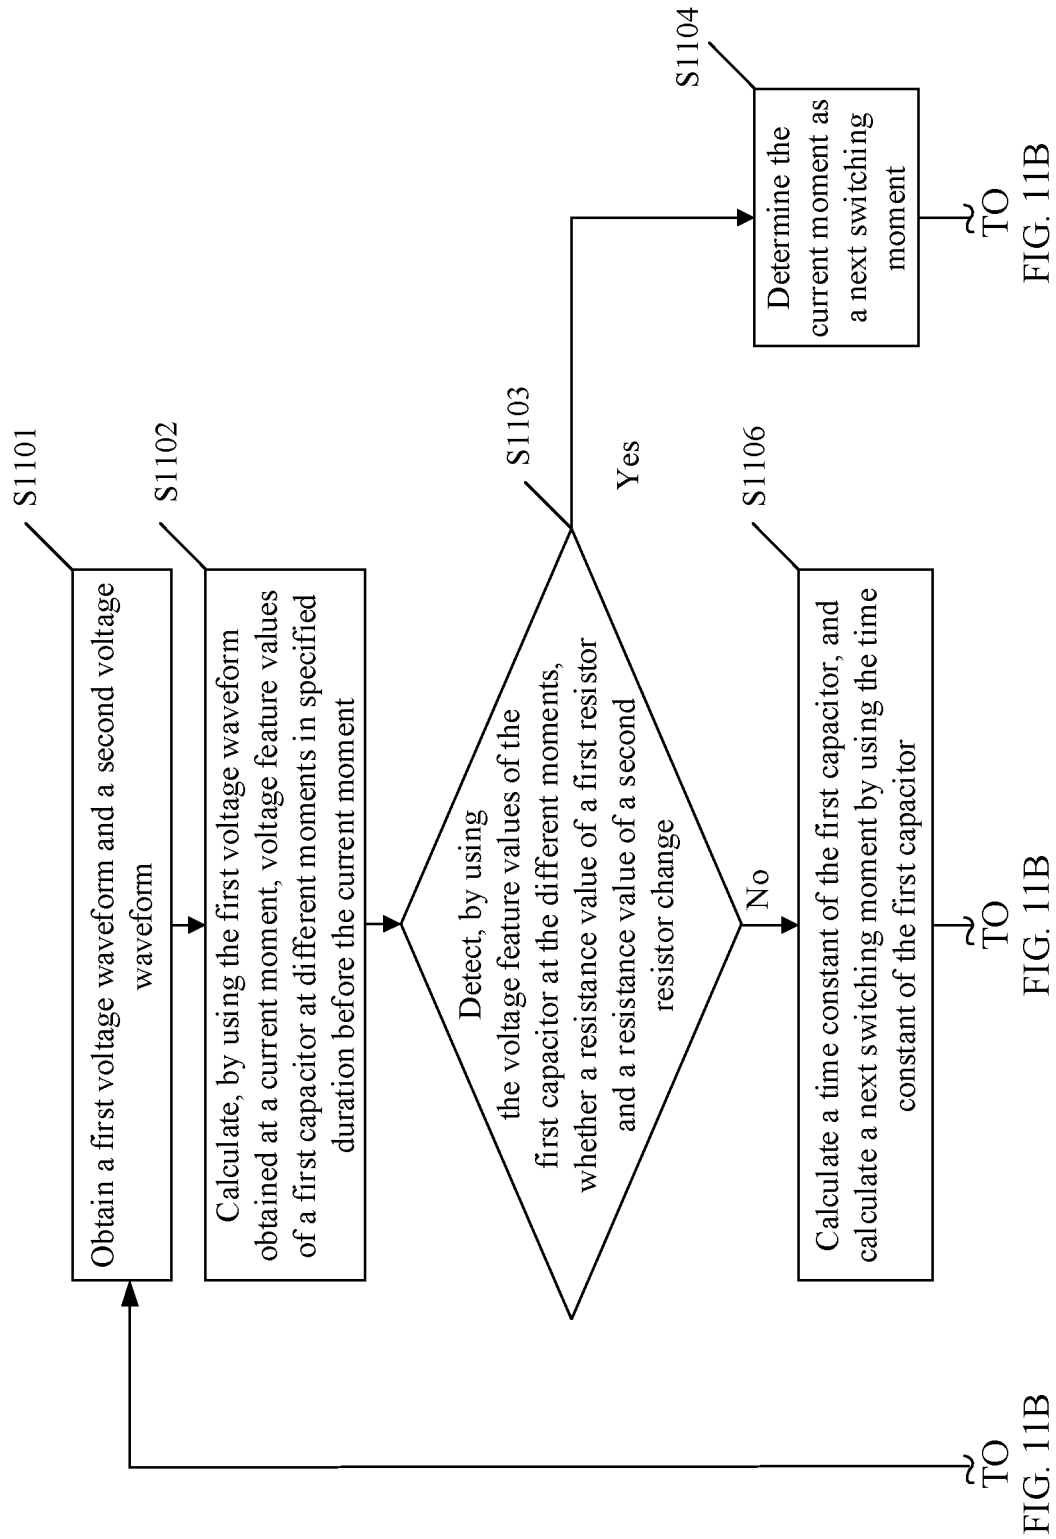 S1101
Obtain a first voltage waveform and a second voltage
waveform
S1102
Calculate, by using the first voltage waveform
obtained at a current moment, voltage feature values
of a first capacitor at different moments in specified
duration before the current moment
S1103
Detect, by using
the voltage feature values of the
first capacitor at the different moments,
whether a resistance value of a first resistor
and a resistance value of a second
resistor change
Yes
No
S1104
Determine the
current moment as
a next switching
moment
S1106
Calculate a time constant of the first capacitor, and
calculate a next switching moment by using the time
constant of the first capacitor
TO
FIG. 11B
TO
FIG. 11B
TO
FIG. 11B